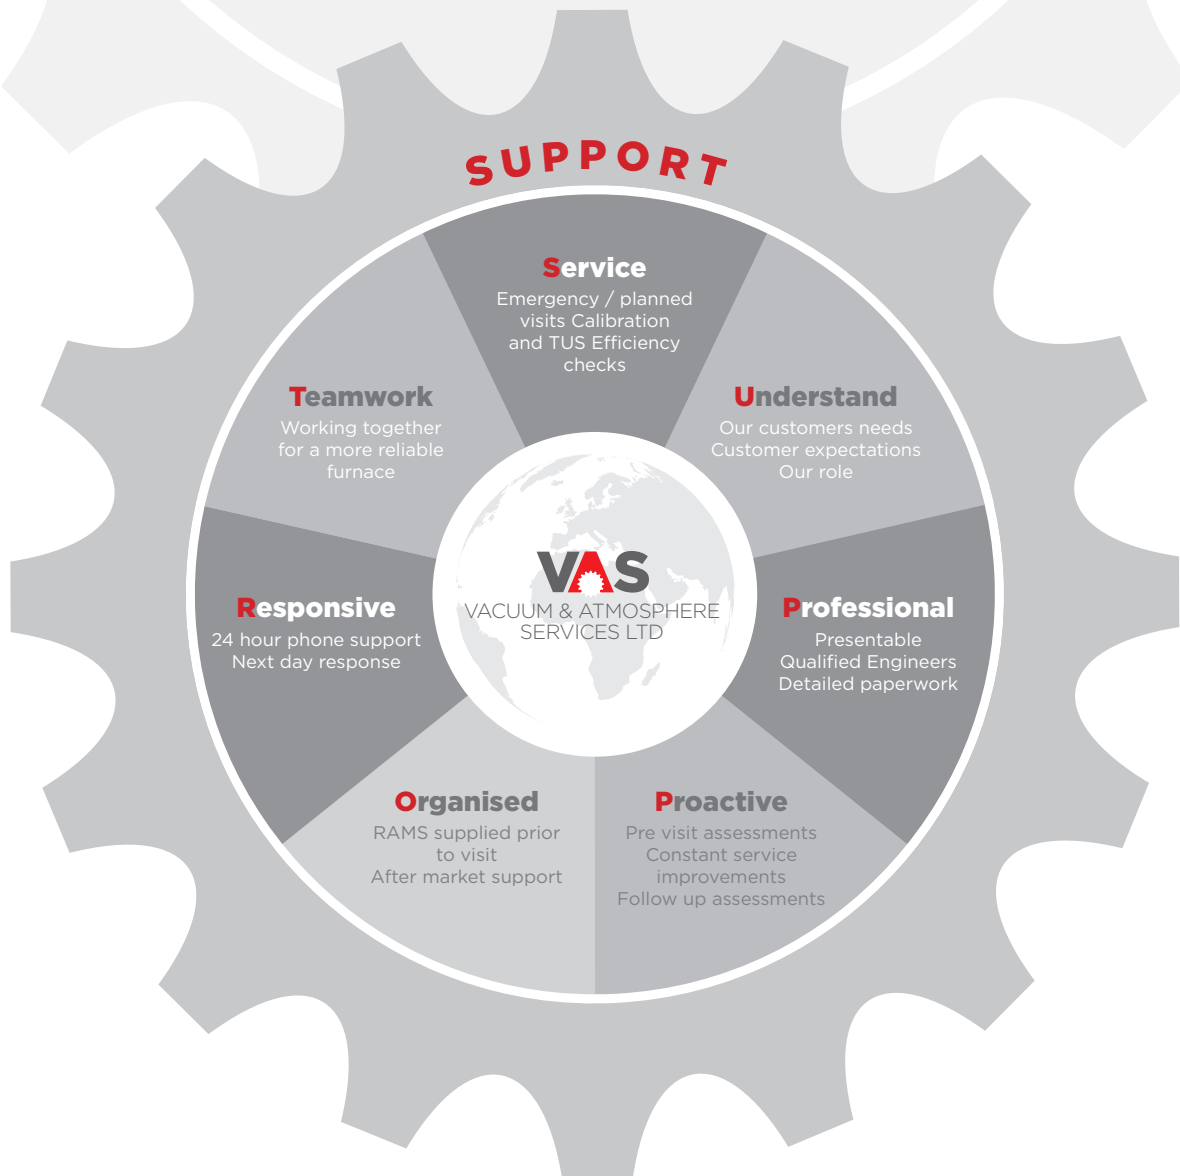 SUPPORT
Service
Emergency / planned
visits Calibration
and TUS Efficiency
checks
Understand
Our customers needs
Customer expectations
Our role
Professional
Presentable
Qualified Engineers
Detailed paperwork
Proactive
Pre visit assessments
Constant service
improvements
Follow up assessments
Organised
RAMS supplied prior
to visit
After market support
Responsive
24 hour phone support
Next day response
Teamwork
Working together
for a more reliable
furnace
VAS
VACUUM & ATMOSPHERE
SERVICES LTD